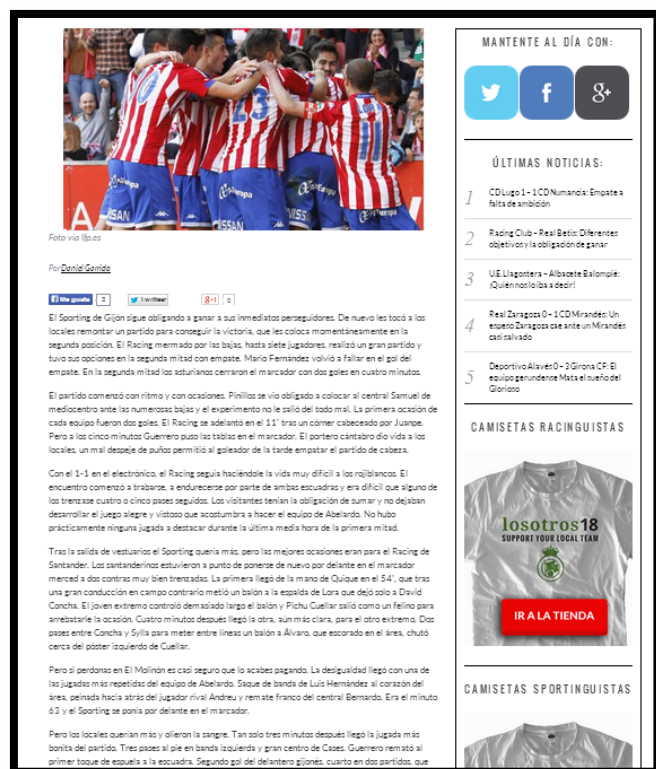 Foto via lfp.es
Por Daniel Garrido
Me gusta 2
Twittear
g+1 0
El Sporting de Gijón sigue obligando a ganar a sus inmediatos perseguidores. De nuevo les tocó a los
locales remontar un partido para conseguir la victoria, que les coloca momentáneamente en la
segunda posición. El Racing mermado por las bajas, hasta siete jugadores, realizó un gran partido y
tuvo sus opciones en la segunda mitad con empate. Mario Fernández volvió a fallar en el gol del
empate. En la segunda mitad los asturianos cerraron el marcador con dos goles en cuatro minutos.
El partido comenzó con ritmo y con ocasiones. Pinillos se vio obligado a colocar al central Samuel de
mediocentro ante las numerosas bajas y el experimento no le salió del todo mal. La primera ocasión de
cada equipo fueron dos goles. El Racing se adelantó en el 11' tras un córner cabeceado por Juanpe.
Pero a los cinco minutos Guerrero puso las tablas en el marcador. El portero cántabro dio vida a los
locales, un mal despeje de puños permitió al goleador de la tarde empatar el partido de cabeza.
Con el 1-1 en el electrónico, el Racing seguía haciéndole la vida muy difícil a los rojiblancos. El
encuentro comenzó a trabarse, a endurecerse por parte de ambas escuadras y era difícil que alguno de
los trenzase cuatro o cinco pases seguidos. Los visitantes tenían la obligación de sumar y no dejaban
desarrollar el juego alegre y vistoso que acostumbra a hacer el equipo de Abelardo. No hubo
prácticamente ninguna jugada a destacar durante la última media hora de la primera mitad.
Tras la salida de vestuarios el Sporting quería más, pero las mejores ocasiones eran para el Racing de
Santander. Los santanderinos estuvieron a punto de ponerse de nuevo por delante en el marcador
merced a dos contras muy bien trenzadas. La primera llegó de la mano de Quique en el 54', que tras
una gran conducción en campo contrario metió un balón a la espalda de Lora que dejó solo a David
Concha. El joven extremo controló demasiado largo el balón y Pichu Cuellar salió como un felino para
arrebatarle la ocasión. Cuatro minutos después llegó la otra, aún más clara, para el otro extremo. Dos
pases entre Concha y Sylla para meter entre líneas un balón a Álvaro, que escorado en el área, chutó
cerca del póster izquierdo de Cuellar.
Pero si perdonas en El Molinón es casi seguro que lo acabes pagando. La desigualdad llegó con una de
las jugadas más repetidas del equipo de Abelardo. Saque de banda de Luis Hernández al corazón del
área, peinada hacia atrás del jugador rival Andreu y remate franco del central Bernardo. Era el minuto
63 y el Sporting se ponía por delante en el marcador.
Pero los locales querían más y olieron la sangre. Tan solo tres minutos después llegó la jugada más
bonita del partido. Tres pases al pie en banda izquierda y gran centro de Cases. Guerrero remató al
primer toque de espuela a la escuadra. Segundo gol del delantero gijonés, cuarto en dos partidos, que
MANTENTE AL DÍA CON:
f
g+
ÚLTIMAS NOTICIAS:
1 CD Lugo 1 – 1 CD Numancia: Empate a
falta de ambición
2 Racing Club – Real Betis: Diferentes
objetivos y la obligación de ganar
3 U.E. Llagostera – Albacete Balompié:
¡Quién nos lo iba a decir!
4 Real Zaragoza 0 – 1 CD Mirandés: Un
espeso Zaragoza cae ante un Mirandés
casi salvado
5 Deportivo Alavés 0 – 3 Girona CF: El
equipo gerundense Mata el sueño del
Glorioso
CAMISETAS RACINGUISTAS
losotros18
SUPPORT YOUR LOCAL TEAM
IR A LA TIENDA
CAMISETAS SPORTINGUISTAS